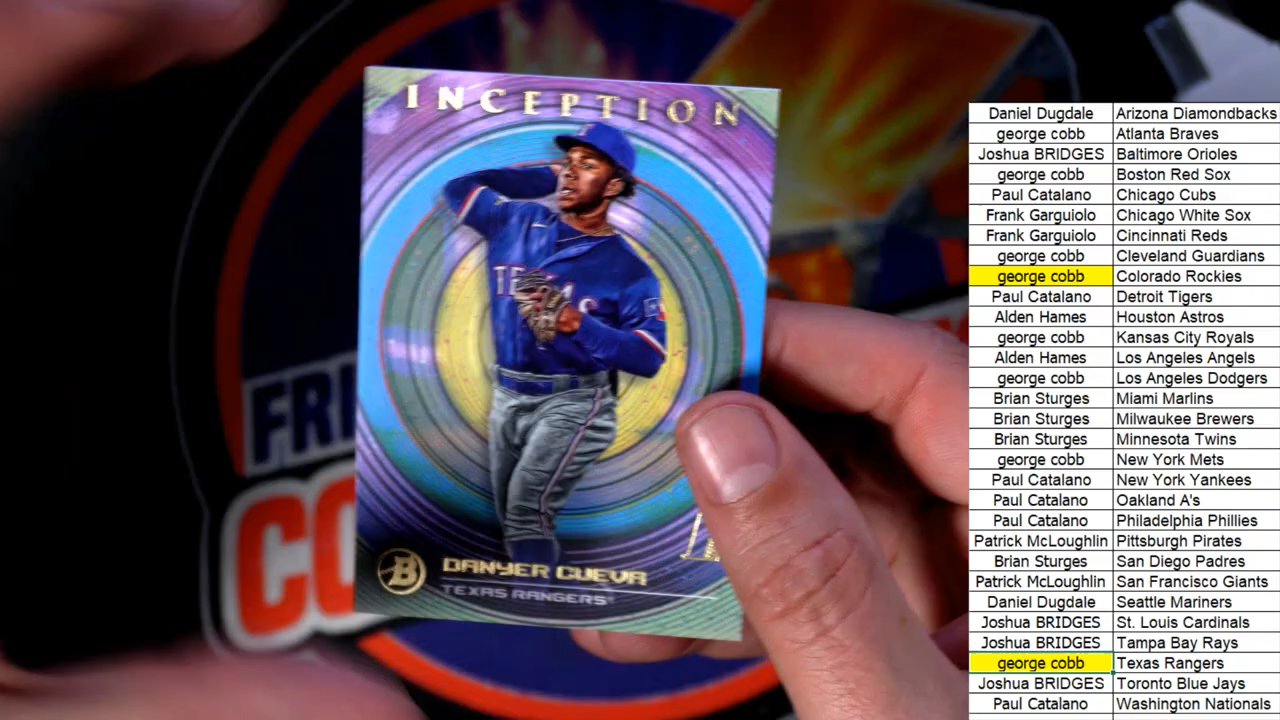 INCEPTION
TEXAS
DANYER CUEVA
TEXAS RANGERS
B
FRI
CO
Daniel Dugdale Arizona Diamondbacks
george cobb Atlanta Braves
Joshua BRIDGES Baltimore Orioles
george cobb Boston Red Sox
Paul Catalano Chicago Cubs
Frank Garguiolo Chicago White Sox
Frank Garguiolo Cincinnati Reds
george cobb Cleveland Guardians
george cobb Colorado Rockies
Paul Catalano Detroit Tigers
Alden Hames Houston Astros
george cobb Kansas City Royals
Alden Hames Los Angeles Angels
george cobb Los Angeles Dodgers
Brian Sturges Miami Marlins
Brian Sturges Milwaukee Brewers
Brian Sturges Minnesota Twins
george cobb New York Mets
Paul Catalano New York Yankees
Paul Catalano Oakland A's
Paul Catalano Philadelphia Phillies
Patrick McLoughlin Pittsburgh Pirates
Brian Sturges San Diego Padres
Patrick McLoughlin San Francisco Giants
Daniel Dugdale Seattle Mariners
Joshua BRIDGES St. Louis Cardinals
Joshua BRIDGES Tampa Bay Rays
george cobb Texas Rangers
Joshua BRIDGES Toronto Blue Jays
Paul Catalano Washington Nationals